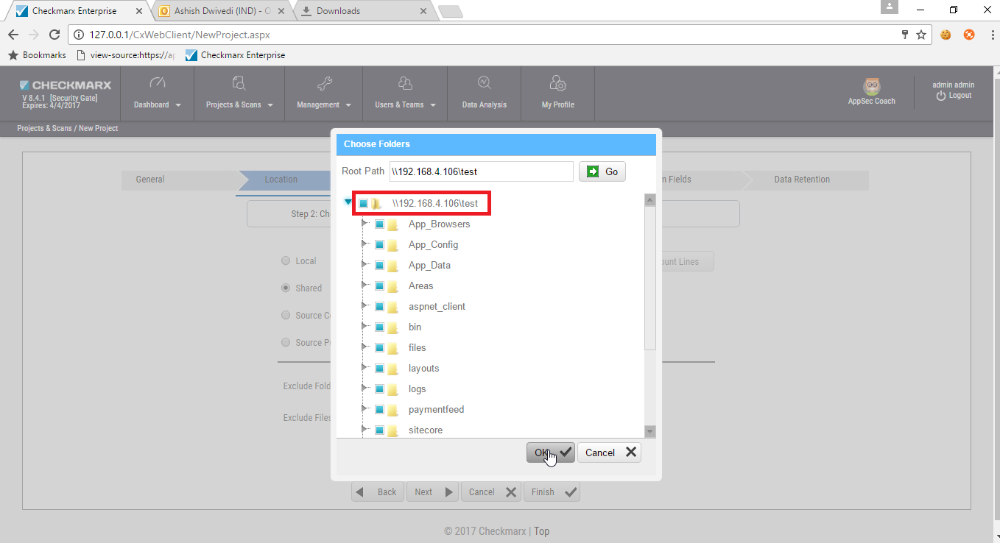 Checkmarx Enterprise
Ashish Dwivedi (IND) - O
Downloads
127.0.0.1/CxWebClient/NewProject.aspx
Bookmarks
view-source:https://ap
Checkmarx Enterprise
CHECKMARX
V 8.4.1 [Security Gate]
Expires: 4/4/2017
Dashboard
Projects & Scans
Management
Users & Teams
Data Analysis
My Profile
AppSec Coach
admin admin
Logout
Projects & Scans / New Project
Choose Folders
Root Path
\\192.168.4.106\test
Go
General
Location
m Fields
Data Retention
Step 2: Ch
\\192.168.4.106\test
App_Browsers
App_Config
App_Data
Areas
aspnet_client
bin
files
layouts
logs
paymentfeed
sitecore
Local
Shared
Source Co
Source Pu
ount Lines
Exclude Fold
Exclude Files
OK
Cancel
Back
Next
Cancel
Finish
© 2017 Checkmarx | Top